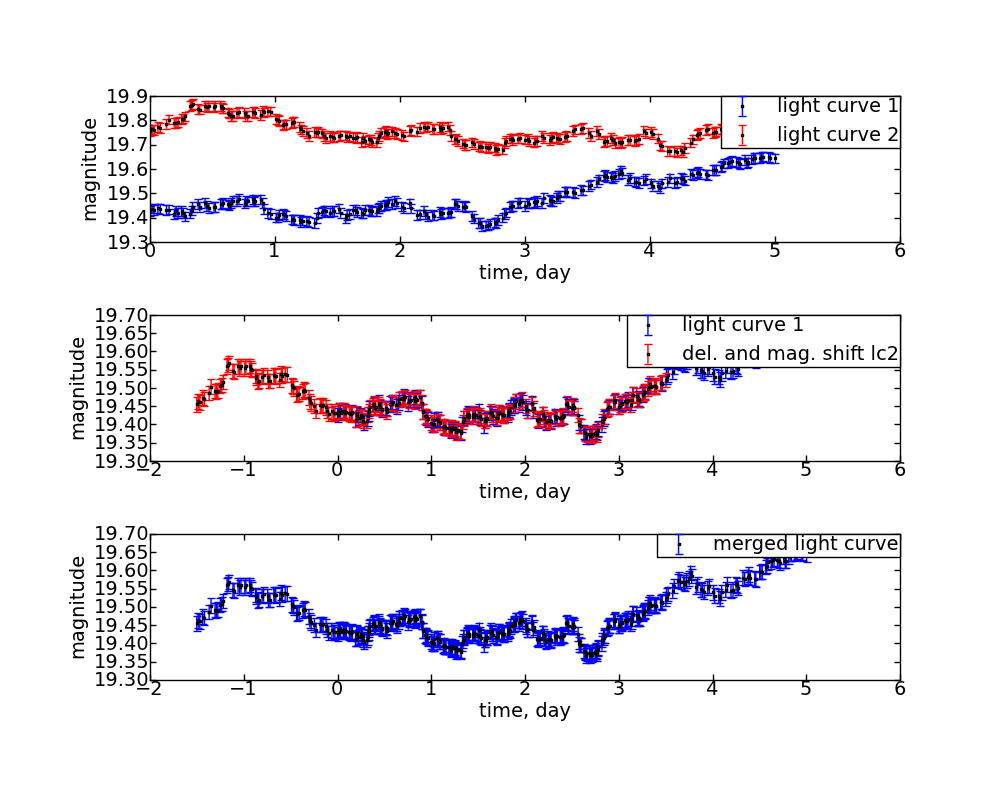 19.9
19.8
19.7
19.6
19.5
19.4
19.3
magnitude
light curve 1
light curve 2
0 1 2 3 4 5 6
time, day
19.70
19.65
19.60
19.55
19.50
19.45
19.40
19.35
19.30
magnitude
light curve 1
del. and mag. shift lc2
−2 −1 0 1 2 3 4 5 6
time, day
19.70
19.65
19.60
19.55
19.50
19.45
19.40
19.35
19.30
magnitude
merged light curve
−2 −1 0 1 2 3 4 5 6
time, day